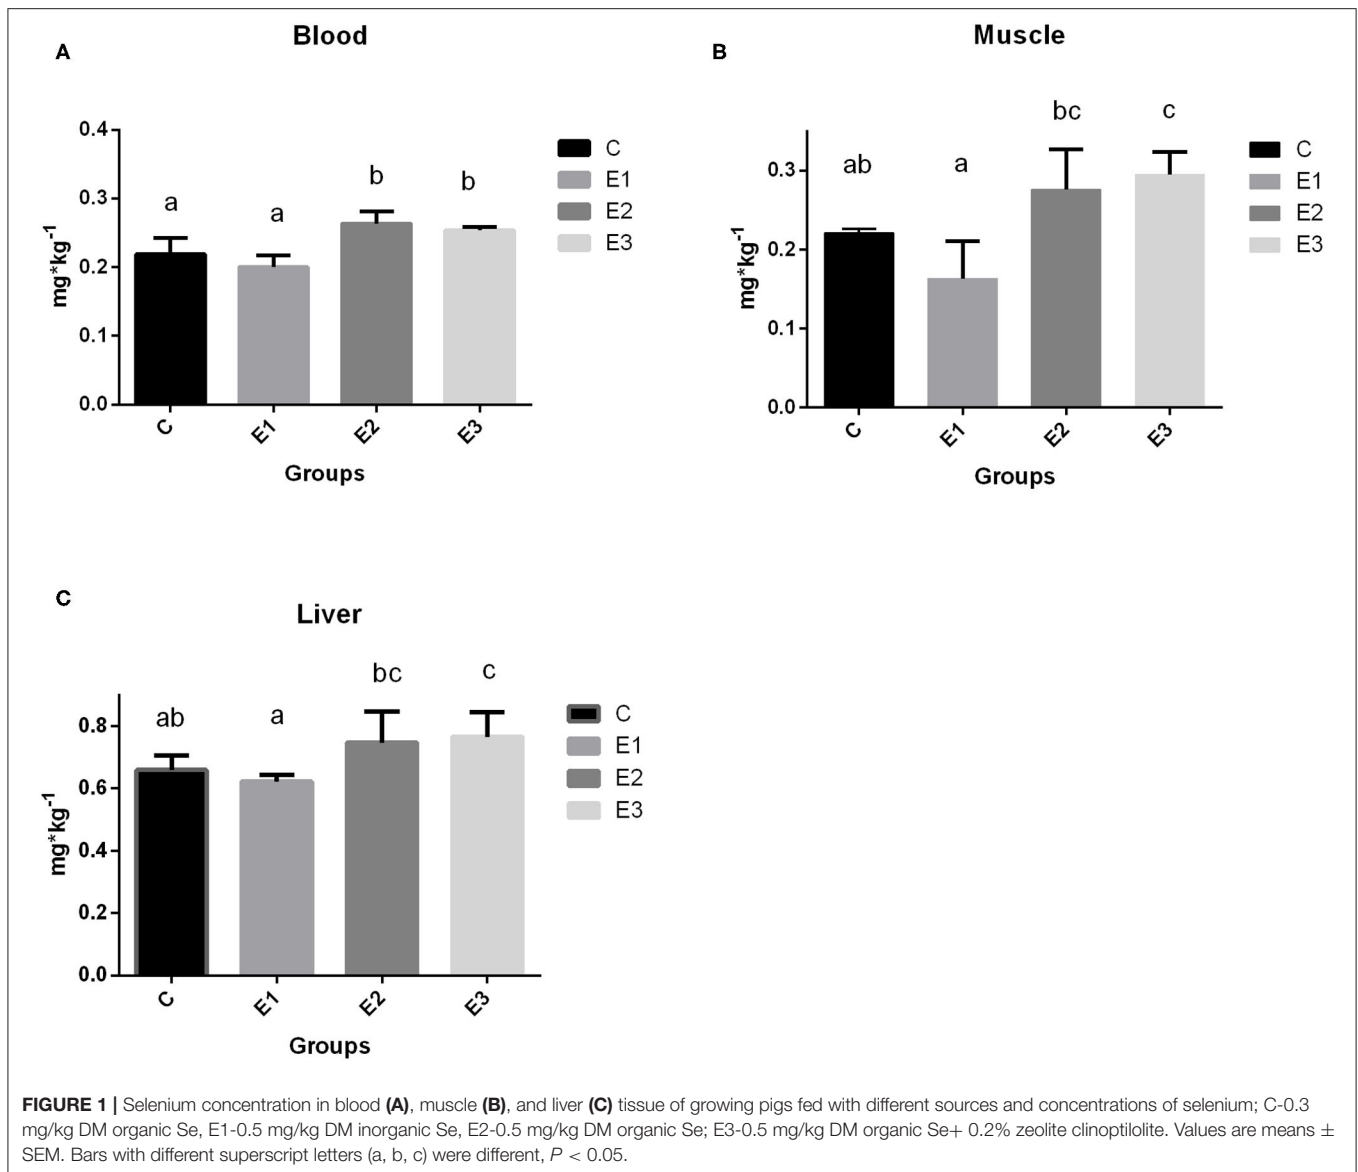 A
Blood
mg*kg-1
0.4
0.3
0.2
0.1
0.0
a
a
b
b
C
E1
E2
E3
Groups
C
E1
E2
E3
B
Muscle
mg*kg-1
0.3
0.2
0.1
0.0
ab
a
bc
c
C
E1
E2
E3
Groups
C
E1
E2
E3
C
Liver
mg*kg-1
0.8
0.6
0.4
0.2
0.0
ab
a
bc
c
C
E1
E2
E3
Groups
C
E1
E2
E3
FIGURE 1 | Selenium concentration in blood (A), muscle (B), and liver (C) tissue of growing pigs fed with different sources and concentrations of selenium; C-0.3
mg/kg DM organic Se, E1-0.5 mg/kg DM inorganic Se, E2-0.5 mg/kg DM organic Se; E3-0.5 mg/kg DM organic Se+ 0.2% zeolite clinoptilolite. Values are means ±
SEM. Bars with different superscript letters (a, b, c) were different, P < 0.05.